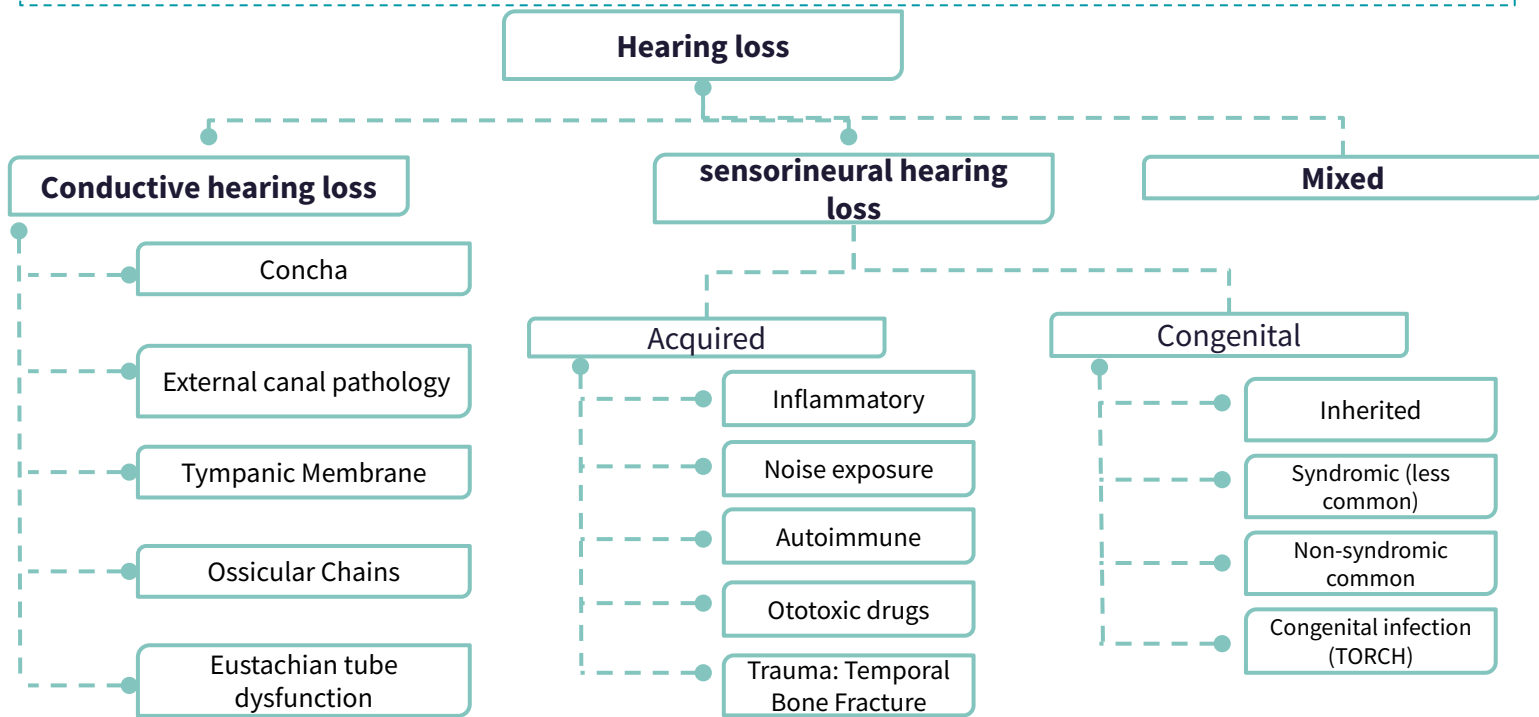 Hearing loss
Conductive hearing loss
sensorineural hearing
loss
Mixed
Concha
External canal pathology
Tympanic Membrane
Ossicular Chains
Eustachian tube
dysfunction
Acquired
Inflammatory
Noise exposure
Autoimmune
Ototoxic drugs
Trauma: Temporal
Bone Fracture
Congenital
Inherited
Syndromic (less
common)
Non-syndromic
common
Congenital infection
(TORCH)